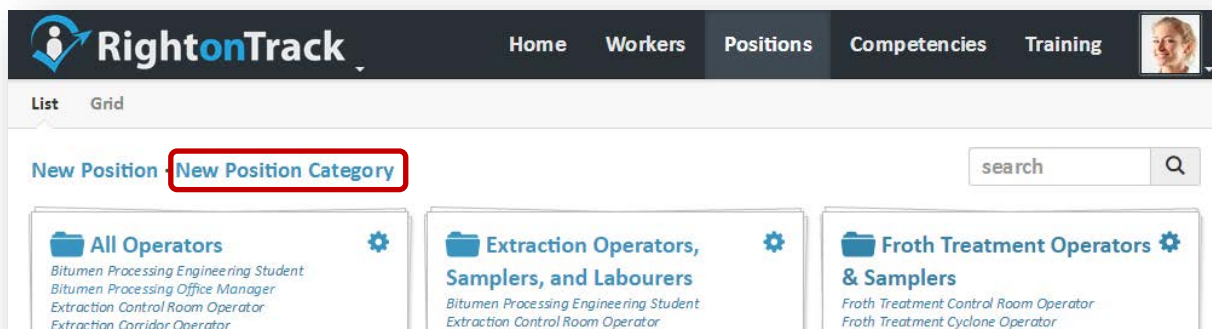 RightonTrack
Home Workers Positions Competencies Training
List Grid
New Position · New Position Category
search
All Operators
Bitumen Processing Engineering Student
Bitumen Processing Office Manager
Extraction Control Room Operator
Extraction Corridor Operator
Extraction Operators,
Samplers, and Labourers
Bitumen Processing Engineering Student
Extraction Control Room Operator
Froth Treatment Operators
& Samplers
Froth Treatment Control Room Operator
Froth Treatment Cyclone Operator